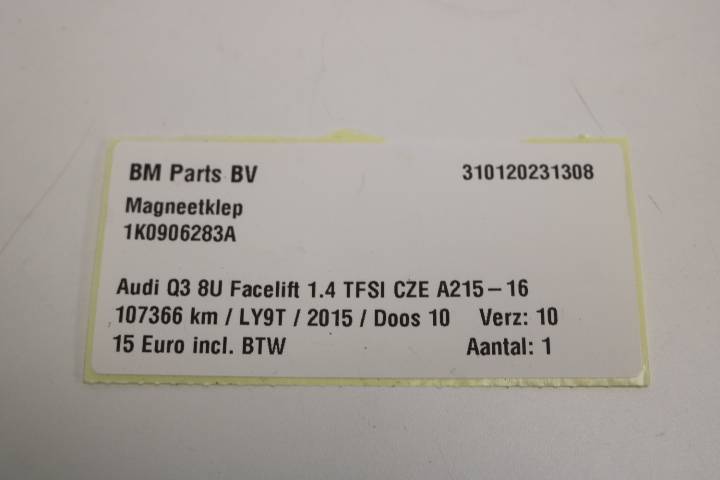 BM Parts BV 310120231308
Magneetklep
1K0906283A
Audi Q3 8U Facelift 1.4 TFSI CZE A215-16
107366 km / LY9T / 2015 / Doos 10 Verz: 10
15 Euro incl. BTW Aantal: 1